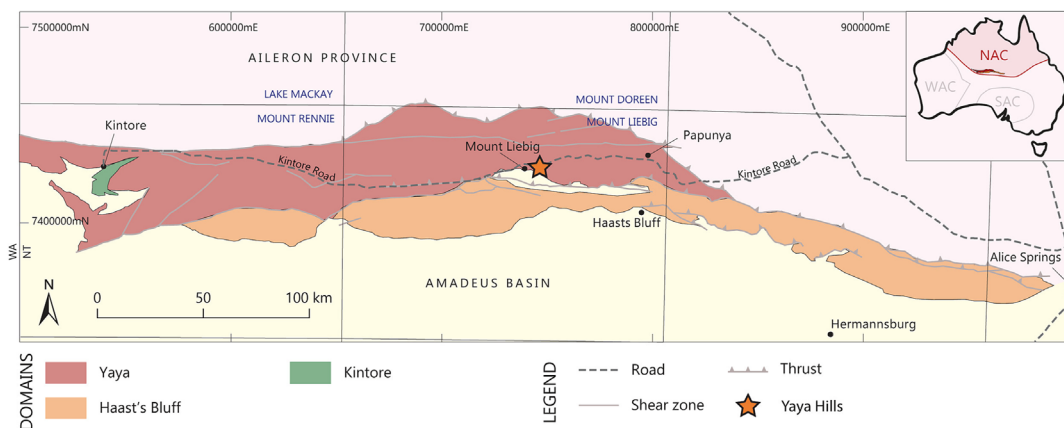 7500000mN
600000mE
700000mE
800000mE
900000mE
AILERON PROVINCE
NAC
WAC
SAC
LAKE MACKAY
MOUNT DOREEN
MOUNT RENNIE
MOUNT LIEBIG
Kintore
Papunya
Mount Liebig
Kintore Road
Kintore Road
7400000mN
Haasts Bluff
WA
NT
Alice Springs
AMADEUS BASIN
N
0 50 100 km
Hermannsburg
DOMAINS
Yaya
Kintore
Haast's Bluff
LEGEND
Road
Thrust
Shear zone
Yaya Hills